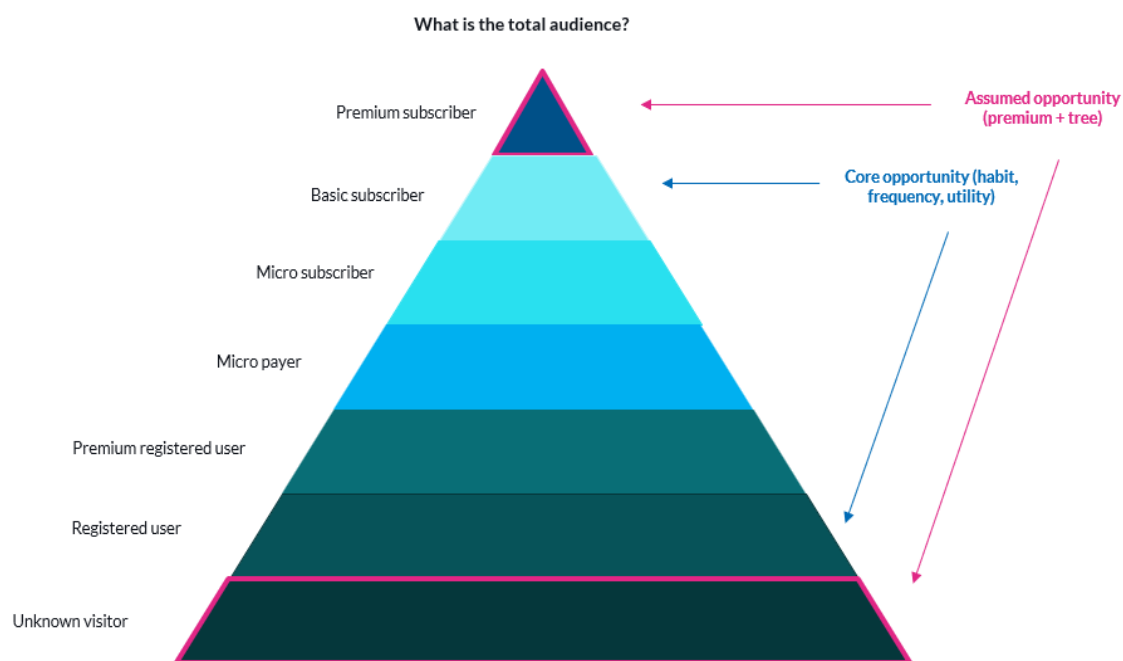 What is the total audience?
Premium subscriber
Assumed opportunity
(premium + tree)
Core opportunity (habit,
frequency, utility)
Basic subscriber
Micro subscriber
Micro payer
Premium registered user
Registered user
Unknown visitor